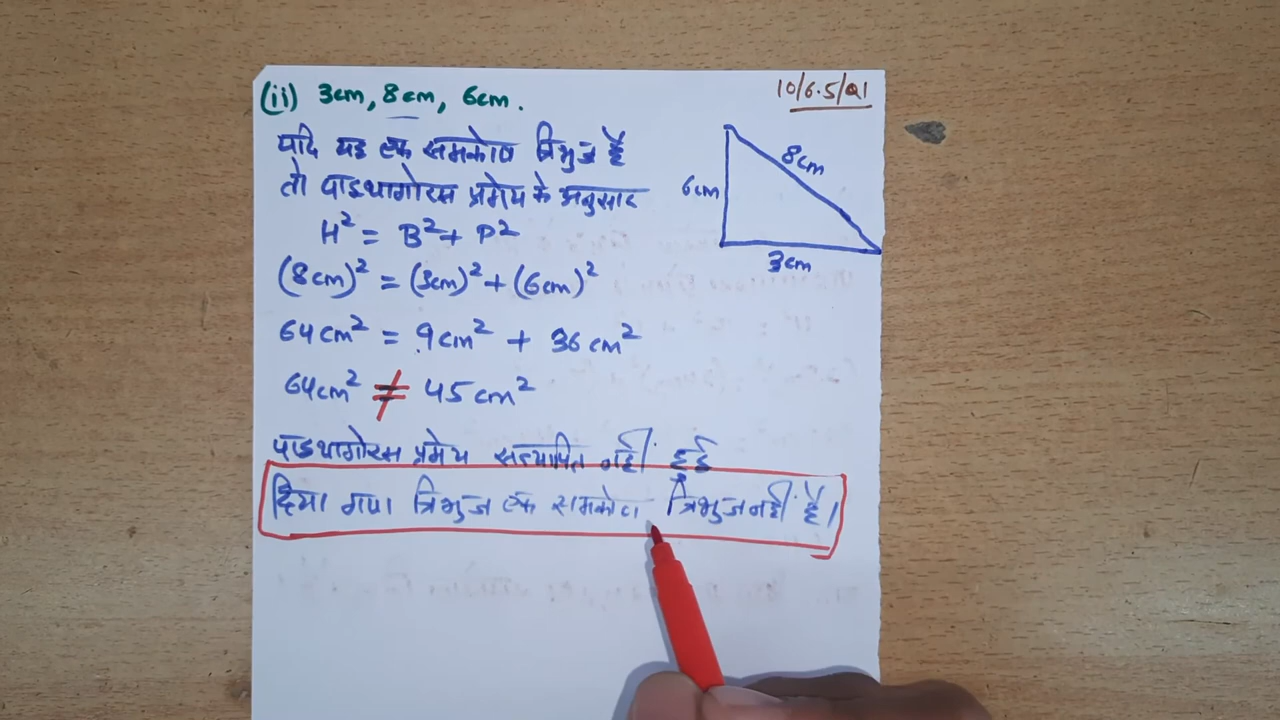 (ii) 3cm, 8cm, 6cm.
10/6.5/Q1
यदि यह एक समकोण त्रिभुज है
तो पाइथागोरस प्रमेय के अनुसार
H² = B² + P²
(8cm)² = (3cm)² + (6cm)²
64cm² = 9cm² + 36cm²
64cm² ≠ 45cm²
पाइथागोरस प्रमेय सत्यापित नहीं हुई
दिया गया त्रिभुज एक समकोण त्रिभुज नहीं है।
8cm
6cm
3cm